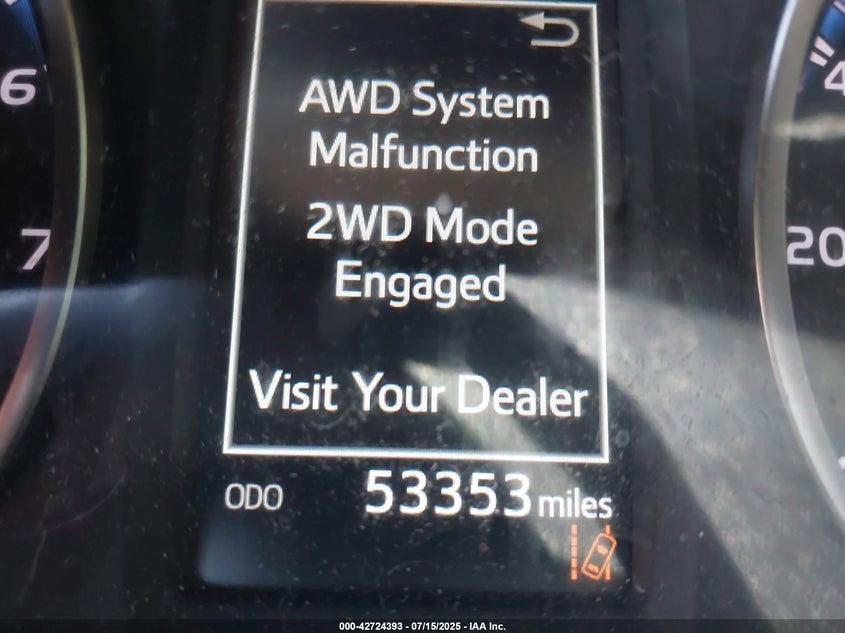 6
4
AWD System
Malfunction
2WD Mode
Engaged
7
20
Visit Your Dealer
ODO 53353 miles
000-42724393 - 07/15/2025 - IAA Inc.